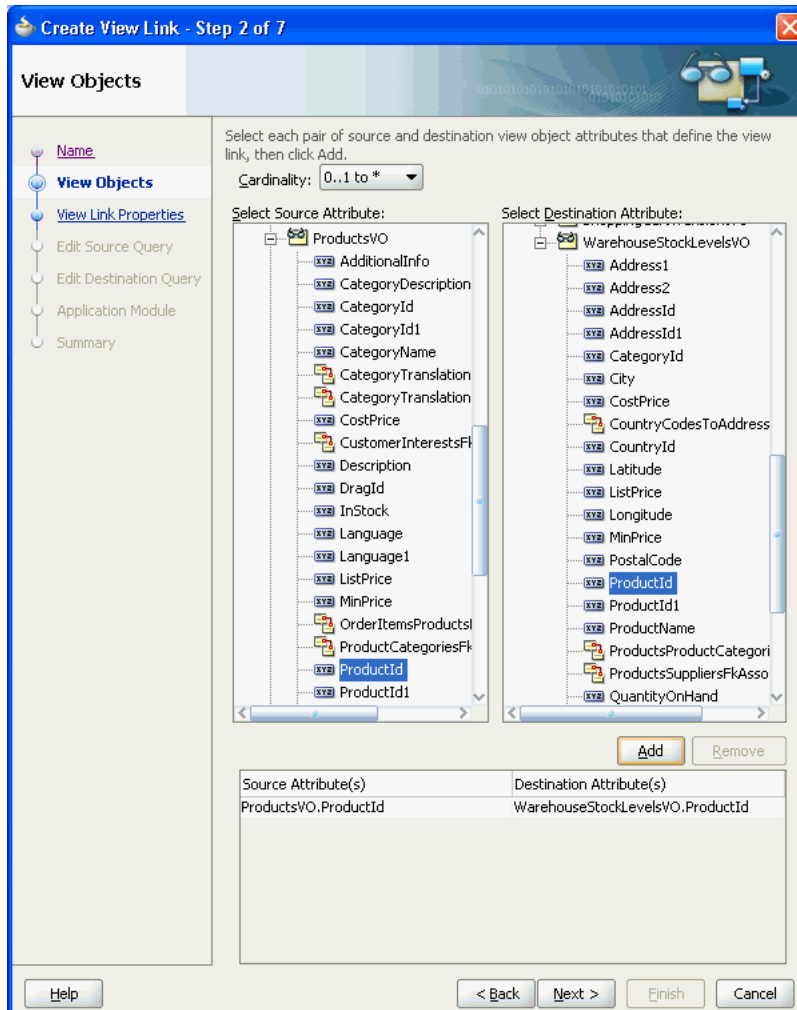 Create View Link - Step 2 of 7
View Objects
Name
View Objects
View Link Properties
Edit Source Query
Edit Destination Query
Application Module
Summary
Select each pair of source and destination view object attributes that define the view
link, then click Add.
Cardinality: 0..1 to *
Select Source Attribute:
ProductsVO
AdditionalInfo
CategoryDescription
CategoryId
CategoryId1
CategoryName
CategoryTranslation
CategoryTranslation
CostPrice
CustomerInterestsFk
Description
DragId
InStock
Language
Language1
ListPrice
MinPrice
OrderItemsProducts
ProductCategoriesFk
ProductId
ProductId1
Select Destination Attribute:
WarehouseStockLevelsVO
Address1
Address2
AddressId
AddressId1
CategoryId
City
CostPrice
CountryCodesToAddress
CountryId
Latitude
ListPrice
Longitude
MinPrice
PostalCode
ProductId
ProductId1
ProductName
ProductsProductCategori
ProductsSuppliersFkAsso
QuantityOnHand
Add
Remove
Source Attribute(s) Destination Attribute(s)
ProductsVO.ProductId WarehouseStockLevelsVO.ProductId
Help
< Back
Next >
Finish
Cancel